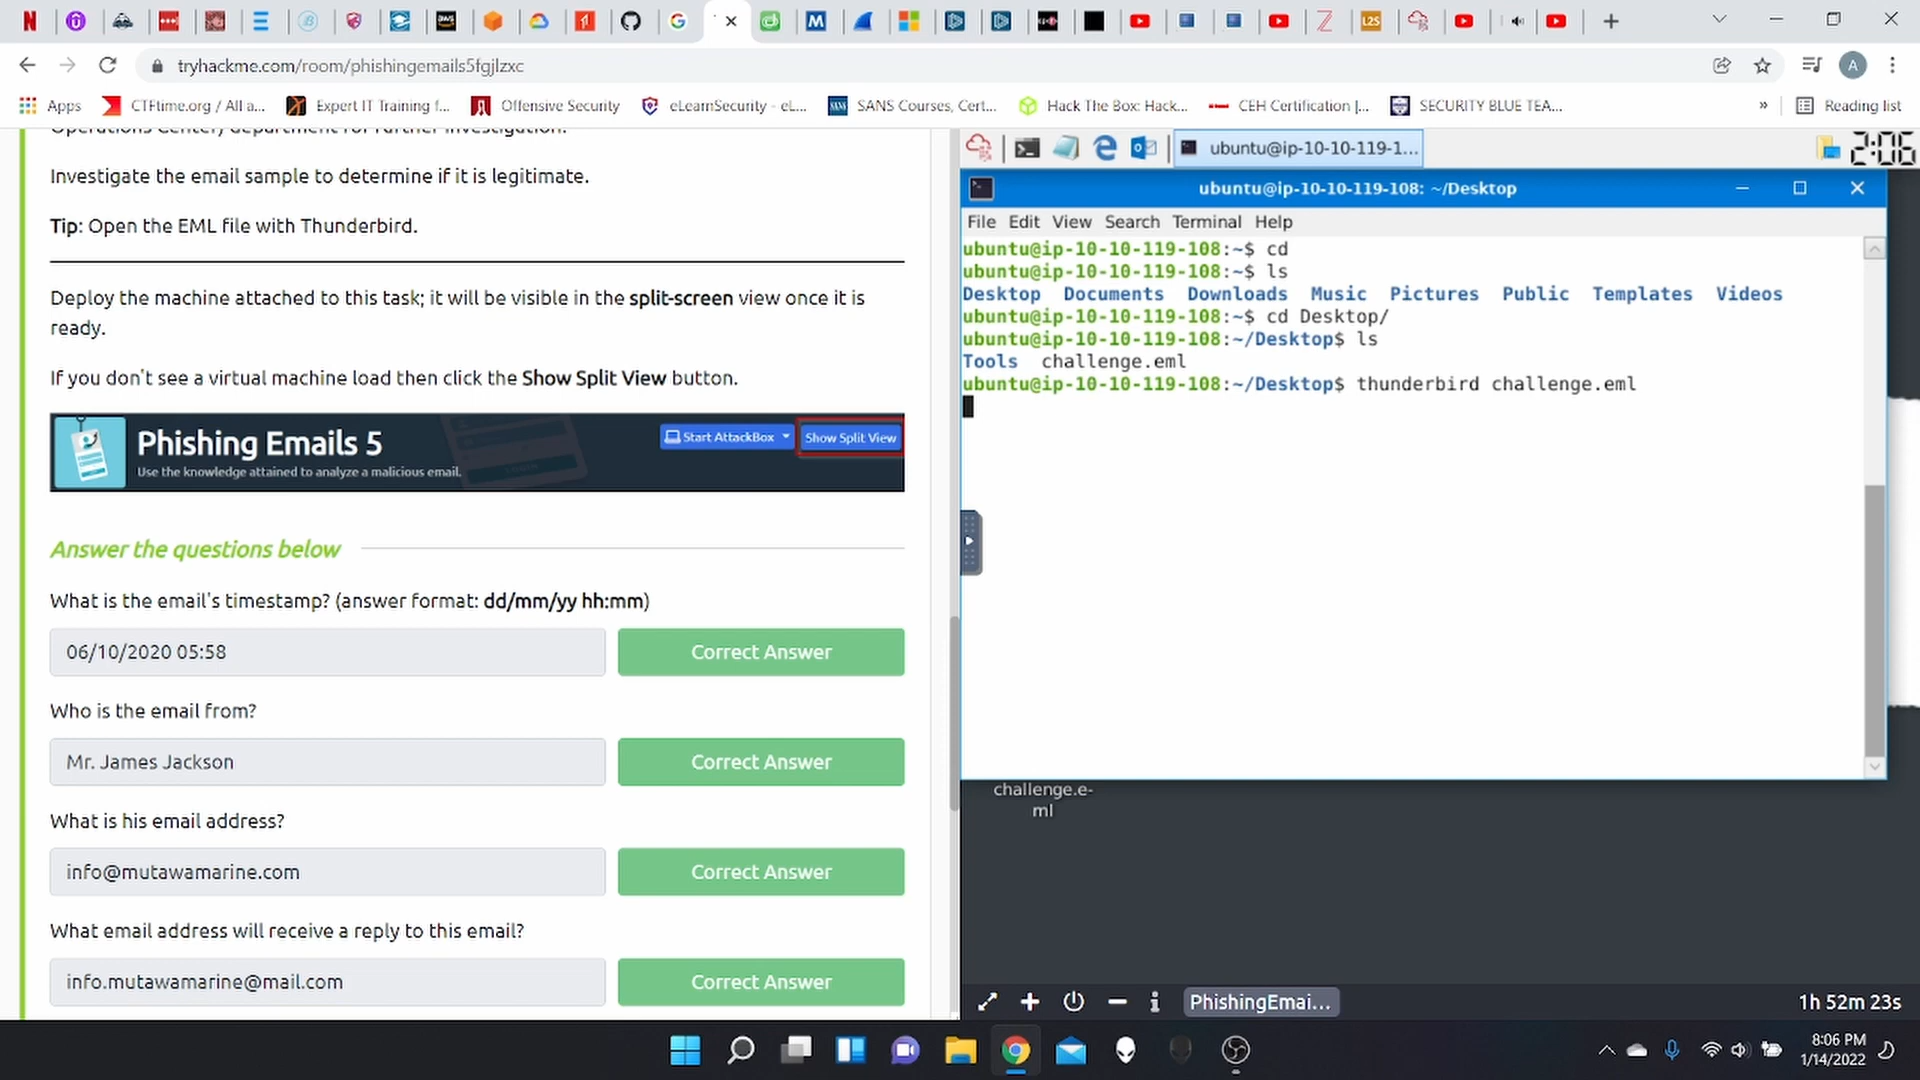 tryhackme.com/room/phishingemails5fgjlzxc
A
Apps
CTFtime.org / All a...
Expert IT Training f...
Offensive Security
eLearnSecurity - eL...
SANS Courses, Cert...
Hack The Box: Hack...
CEH Certification |...
SECURITY BLUE TEA...
»
Reading list
Operations Center) department for further investigation.
Investigate the email sample to determine if it is legitimate.
Tip: Open the EML file with Thunderbird.
Deploy the machine attached to this task; it will be visible in the split-screen view once it is
ready.
If you don't see a virtual machine load then click the Show Split View button.
Phishing Emails 5
Use the knowledge attained to analyze a malicious email.
Start AttackBox
Show Split View
Answer the questions below
What is the email's timestamp? (answer format: dd/mm/yy hh:mm)
06/10/2020 05:58
Correct Answer
Who is the email from?
Mr. James Jackson
Correct Answer
What is his email address?
info@mutawamarine.com
Correct Answer
What email address will receive a reply to this email?
info.mutawamarine@mail.com
Correct Answer
ubuntu@ip-10-10-119-1...
2:06
ubuntu@ip-10-10-119-108: ~/Desktop
File Edit View Search Terminal Help
ubuntu@ip-10-10-119-108:~$ cd
ubuntu@ip-10-10-119-108:~$ ls
Desktop Documents Downloads Music Pictures Public Templates Videos
ubuntu@ip-10-10-119-108:~$ cd Desktop/
ubuntu@ip-10-10-119-108:~/Desktop$ ls
Tools challenge.eml
ubuntu@ip-10-10-119-108:~/Desktop$ thunderbird challenge.eml
challenge.e-
ml
PhishingEmai...
1h 52m 23s
8:06 PM
1/14/2022